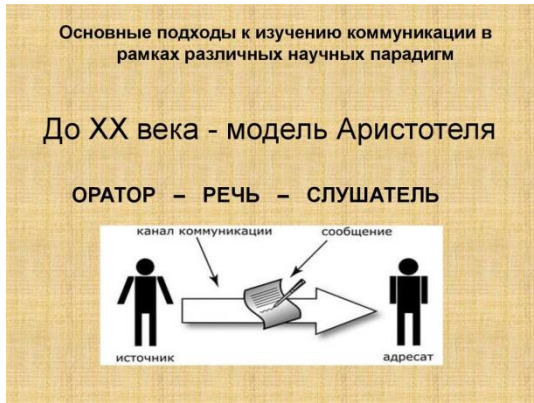 Основные подходы к изучению коммуникации в
рамках различных научных парадигм
До XX века - модель Аристотеля
ОРАТОР – РЕЧЬ – СЛУШАТЕЛЬ
канал коммуникации сообщение
источник адресат